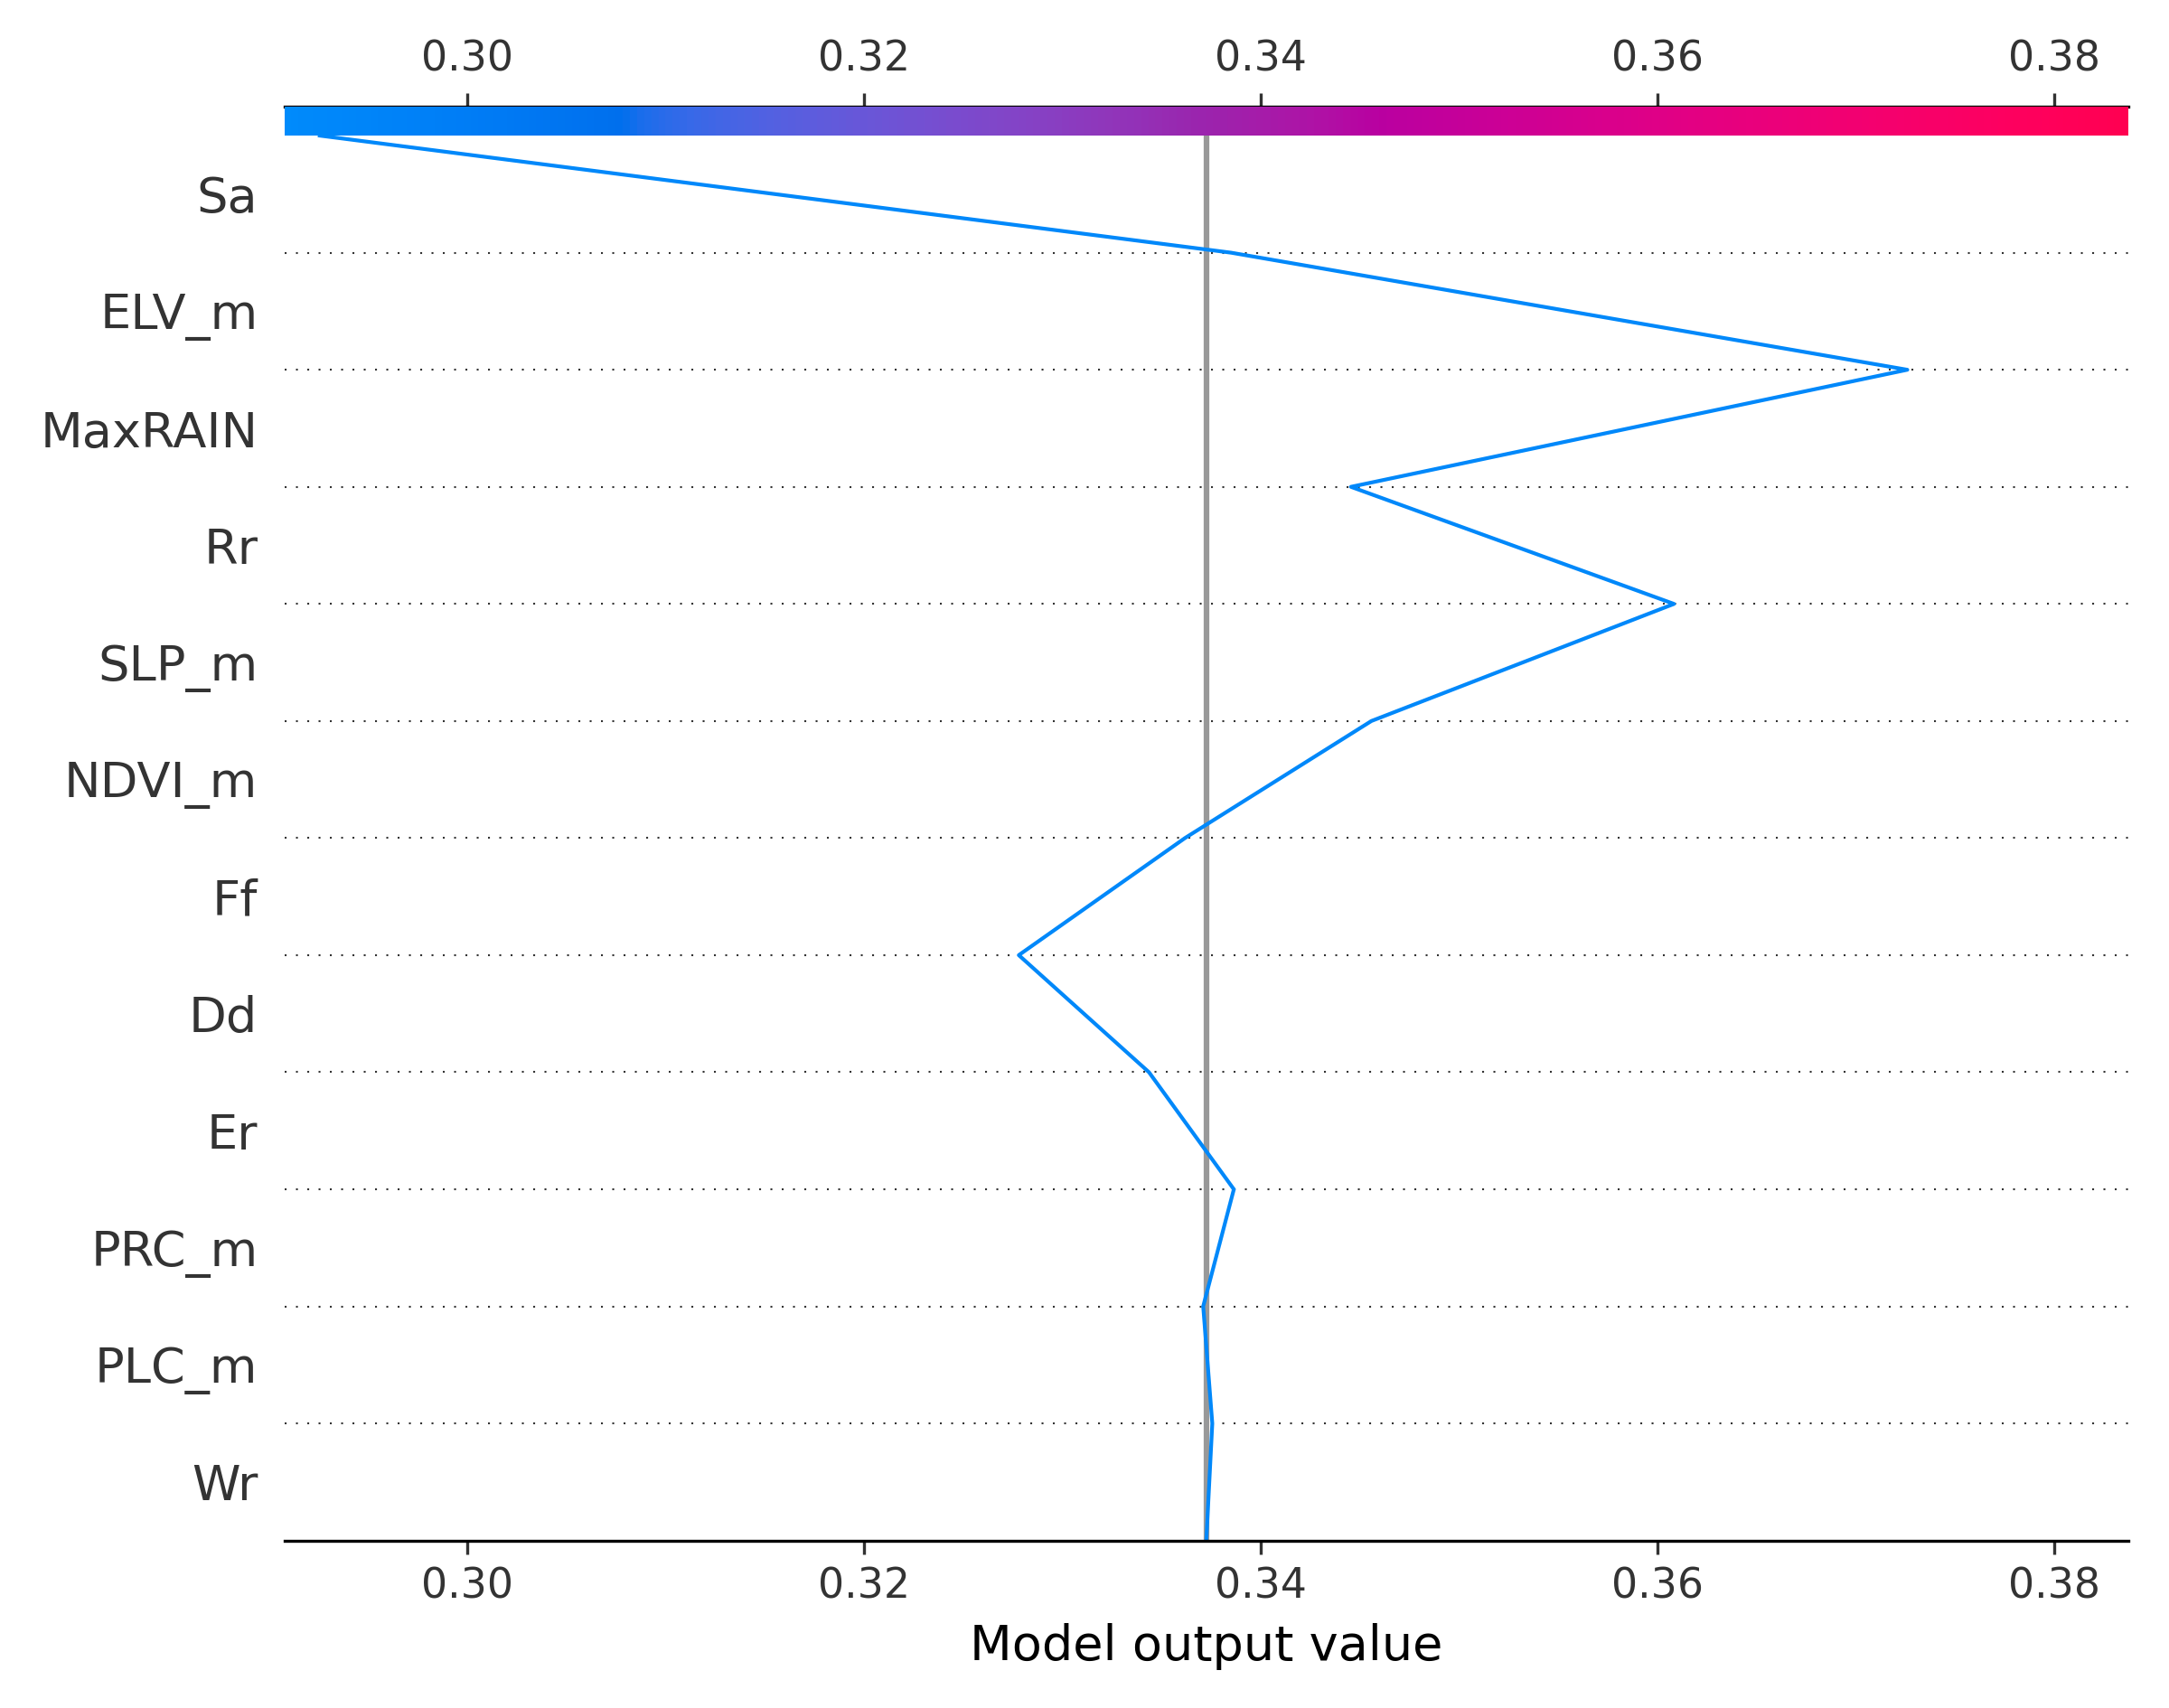 0.30 0.32 0.34 0.36 0.38
Sa
ELV_m
MaxRAIN
Rr
SLP_m
NDVI_m
Ff
Dd
Er
PRC_m
PLC_m
Wr
0.30 0.32 0.34 0.36 0.38
Model output value